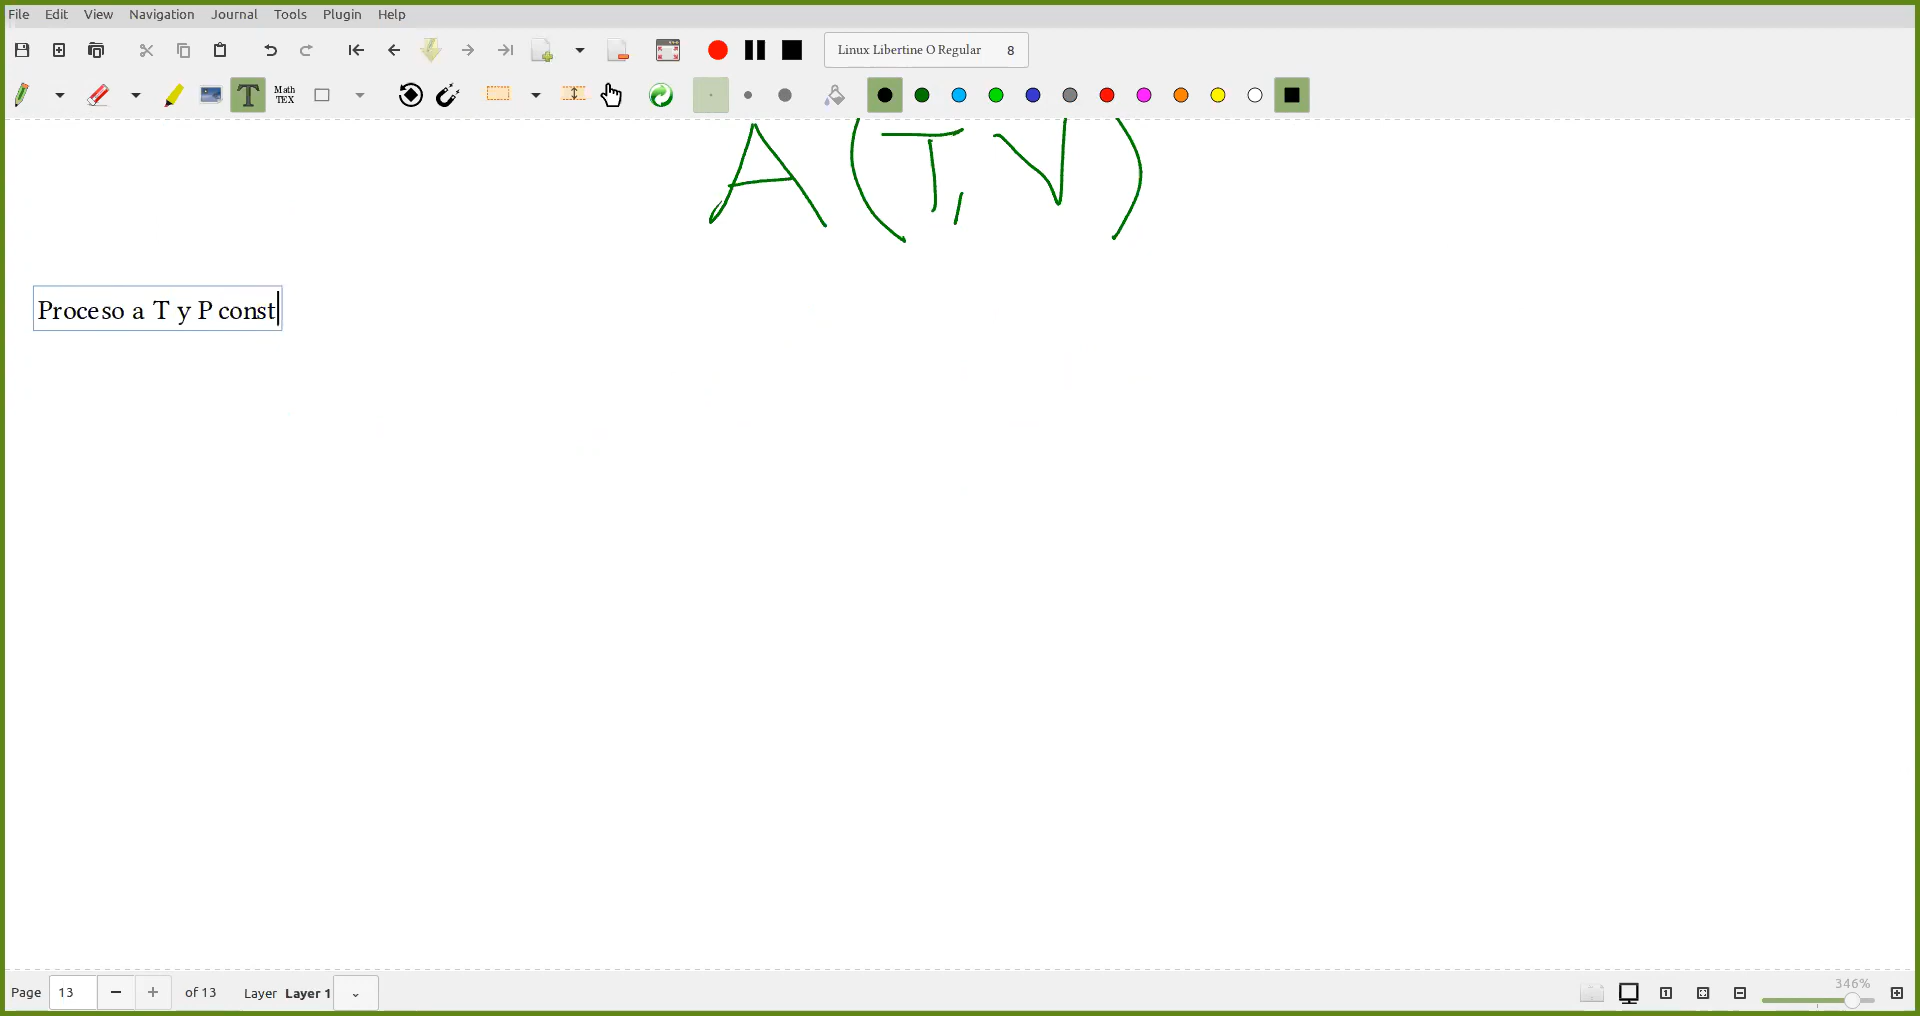 File Edit View Navigation Journal Tools Plugin Help
Linux Libertine O Regular 8
T Math TEX
A(T, V)
Proceso a T y P const
Page 13 of 13 Layer Layer 1 346%